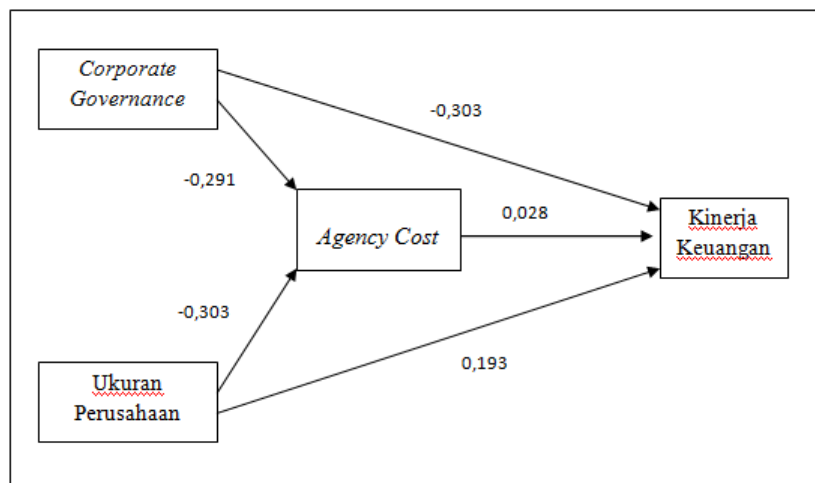 Corporate
Governance
-0,303
-0,291
Agency Cost
0,028
Kinerja
Keuangan
-0,303
0,193
Ukuran
Perusahaan